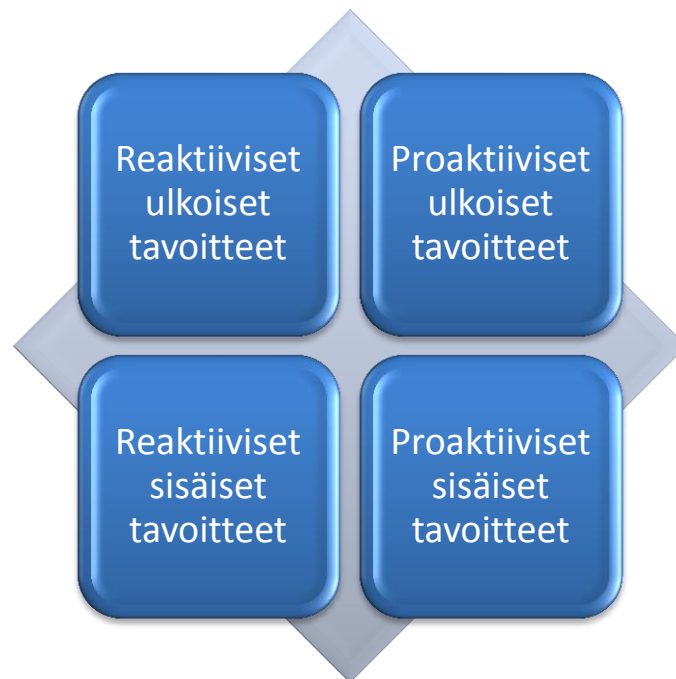 Reaktiiviset
ulkoiset
tavoitteet
Proaktiiviset
ulkoiset
tavoitteet
Reaktiiviset
sisäiset
tavoitteet
Proaktiiviset
sisäiset
tavoitteet